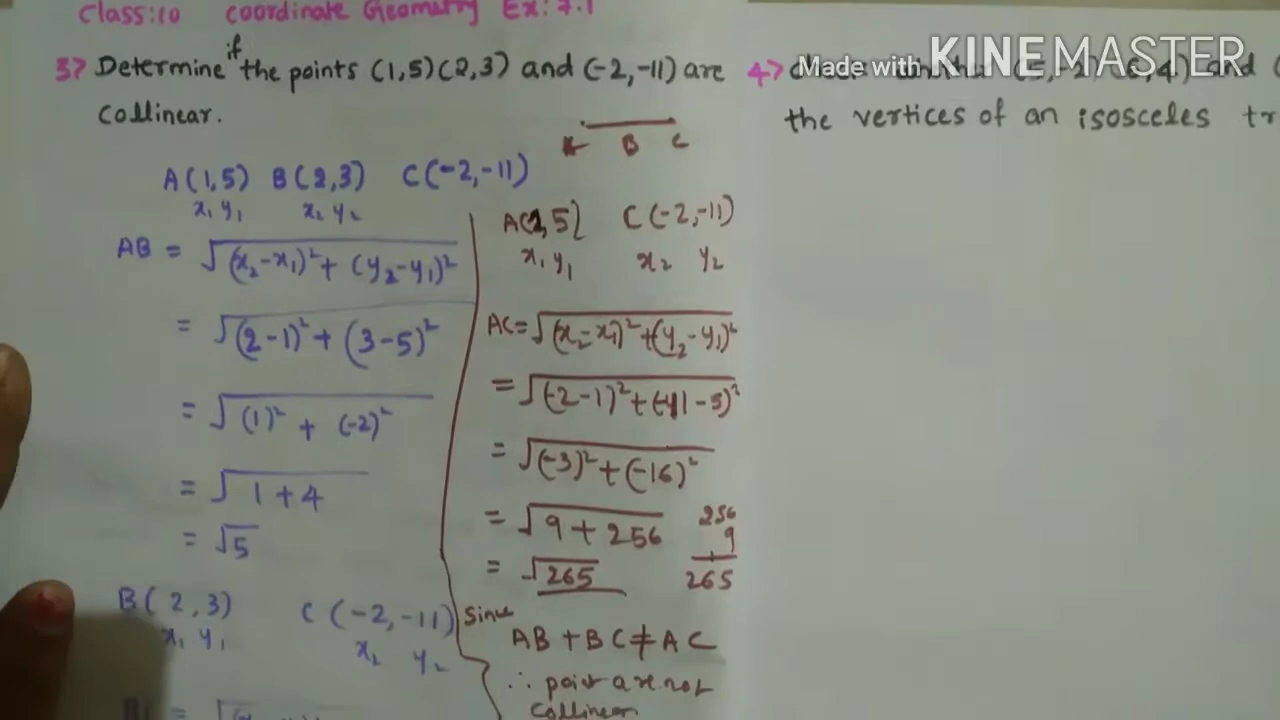 Class:10 Coordinate Geometry Ex: 7.1
3) Determine if the points (1,5) (2,3) and (-2,-11) are
collinear.
B C
A(1,5) B(2,3) C(-2,-11)
x₁ y₁ x₂ y₂
AB = √(x₂-x₁)² + (y₂-y₁)²
= √(2-1)² + (3-5)²
= √(1)² + (-2)²
= √1+4
= √5
B(2,3) C(-2,-11)
x₁ y₁ x₂ y₂
A(1,5) C(-2,-11)
x₁ y₁ x₂ y₂
AC = √(x₂-x₁)² + (y₂-y₁)²
= √(-2-1)² + (-11-5)²
= √(-3)² + (-16)²
= √9 + 256
= √265
256
9
+
265
Since
AB + BC ≠ AC
∴ point are not
collinear.
4) and
the vertices of an isosceles
Made with KINEMASTER